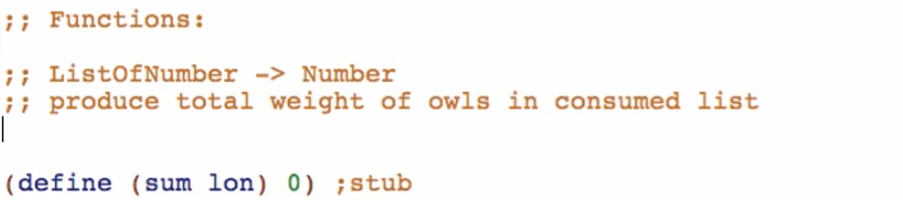 ;; Functions:
;; ListOfNumber -> Number
;; produce total weight of owls in consumed list
(define (sum lon) 0) ;stub